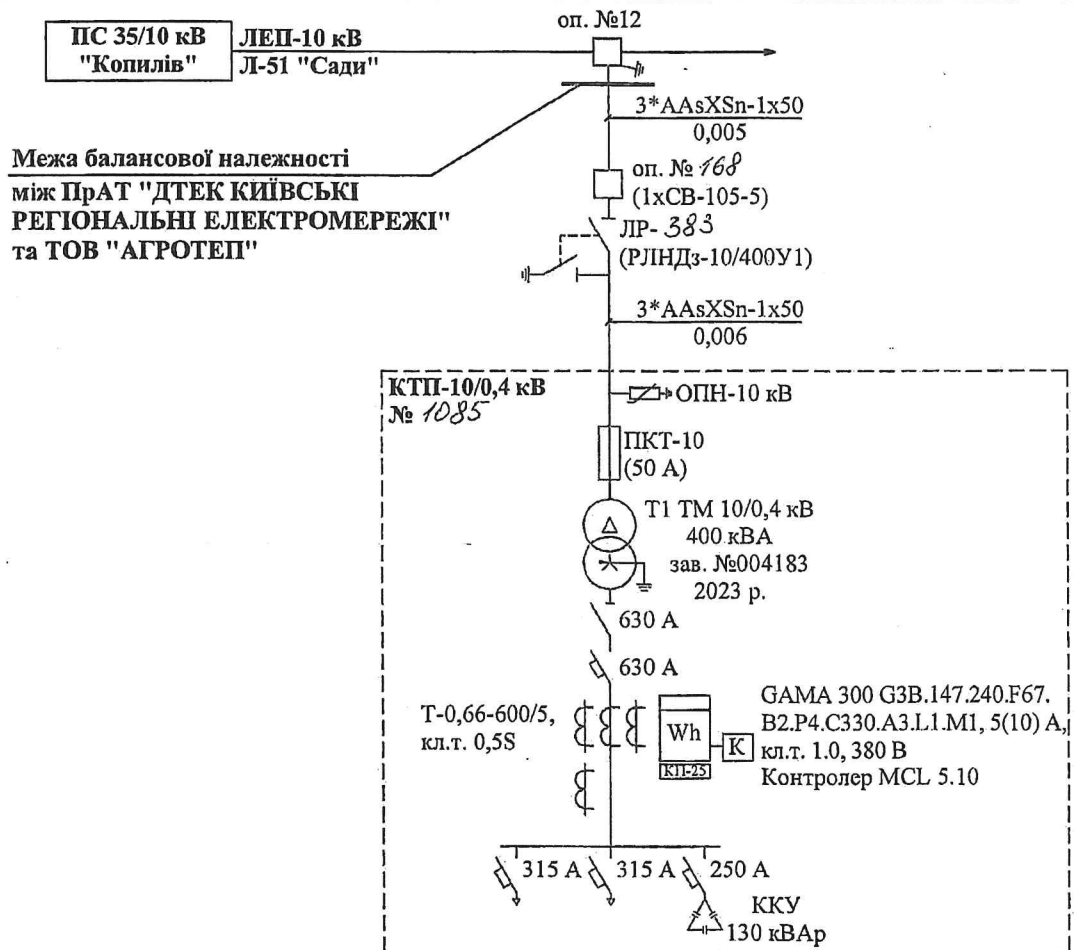 оп. №12
ПС 35/10 кВ
"Копилів"
ЛЕП-10 кВ
Л-51 "Сади"
3*AAsXSn-1x50
0,005
Межа балансової належності
між ПрАТ "ДТЕК КИЇВСЬКІ
РЕГІОНАЛЬНІ ЕЛЕКТРОМЕРЕЖІ"
та ТОВ "АГРОТЕП"
оп. № 168
(1хСВ-105-5)
ЛР- 383
(РЛНДз-10/400У1)
3*AAsXSn-1x50
0,006
КТП-10/0,4 кВ
№ 1085
ОПН-10 кВ
ПКТ-10
(50 А)
Т1 ТМ 10/0,4 кВ
400 кВА
зав. №004183
2023 р.
630 А
630 А
Т-0,66-600/5,
кл.т. 0,5S
Wh
КП-25
К
GAMA 300 G3B.147.240.F67.
B2.P4.C330.A3.L1.M1, 5(10) А,
кл.т. 1.0, 380 В
Контролер MCL 5.10
315 А
315 А
250 А
ККУ
130 кВАр